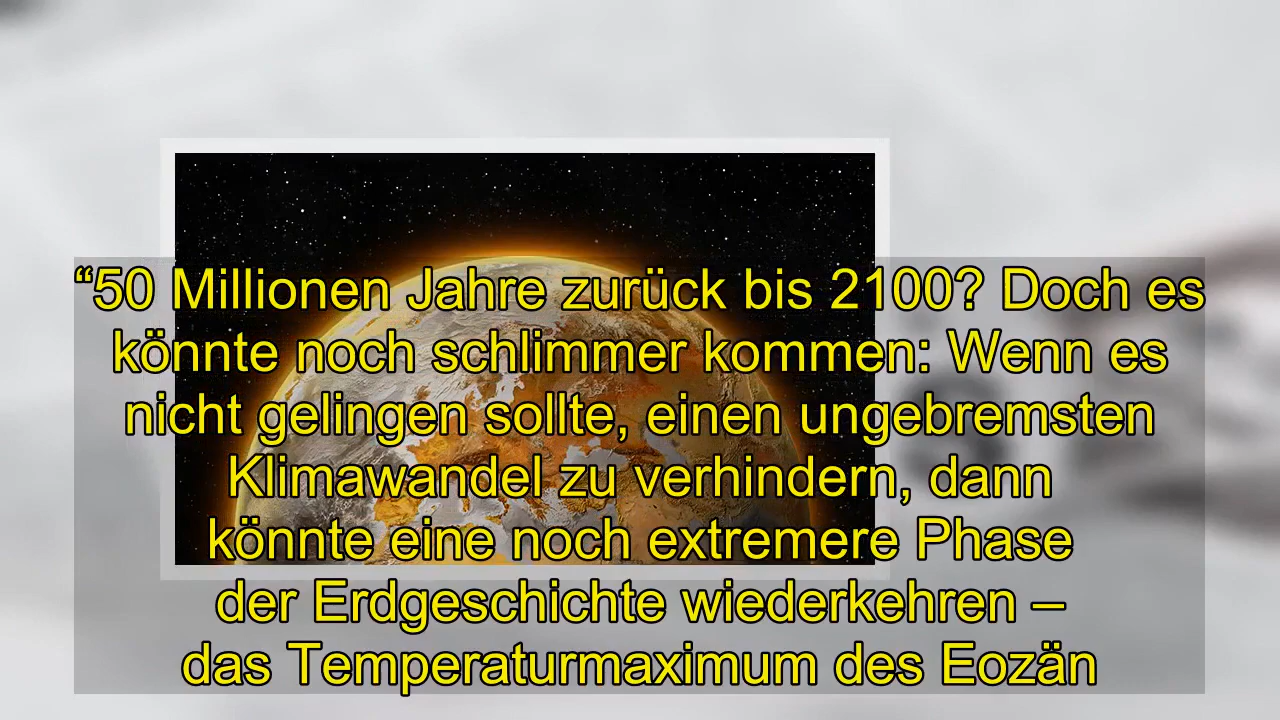 “50 Millionen Jahre zurück bis 2100? Doch es
könnte noch schlimmer kommen: Wenn es
nicht gelingen sollte, einen ungebremsten
Klimawandel zu verhindern, dann
könnte eine noch extremere Phase
der Erdgeschichte wiederkehren –
das Temperaturmaximum des Eozän